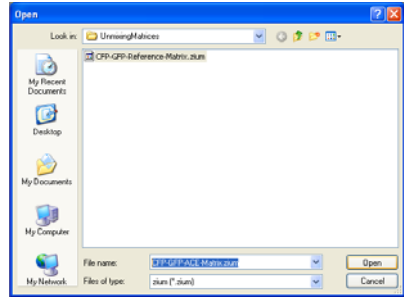 Open
Look in: UnmixingMatrices
CFP-GFP-Reference-Matrix.zium
My Recent
Documents
Desktop
My Documents
My Computer
My Network
File name: CFP-GFP-ACE-Matrix.zium Open
Files of type: zium (*.zium) Cancel